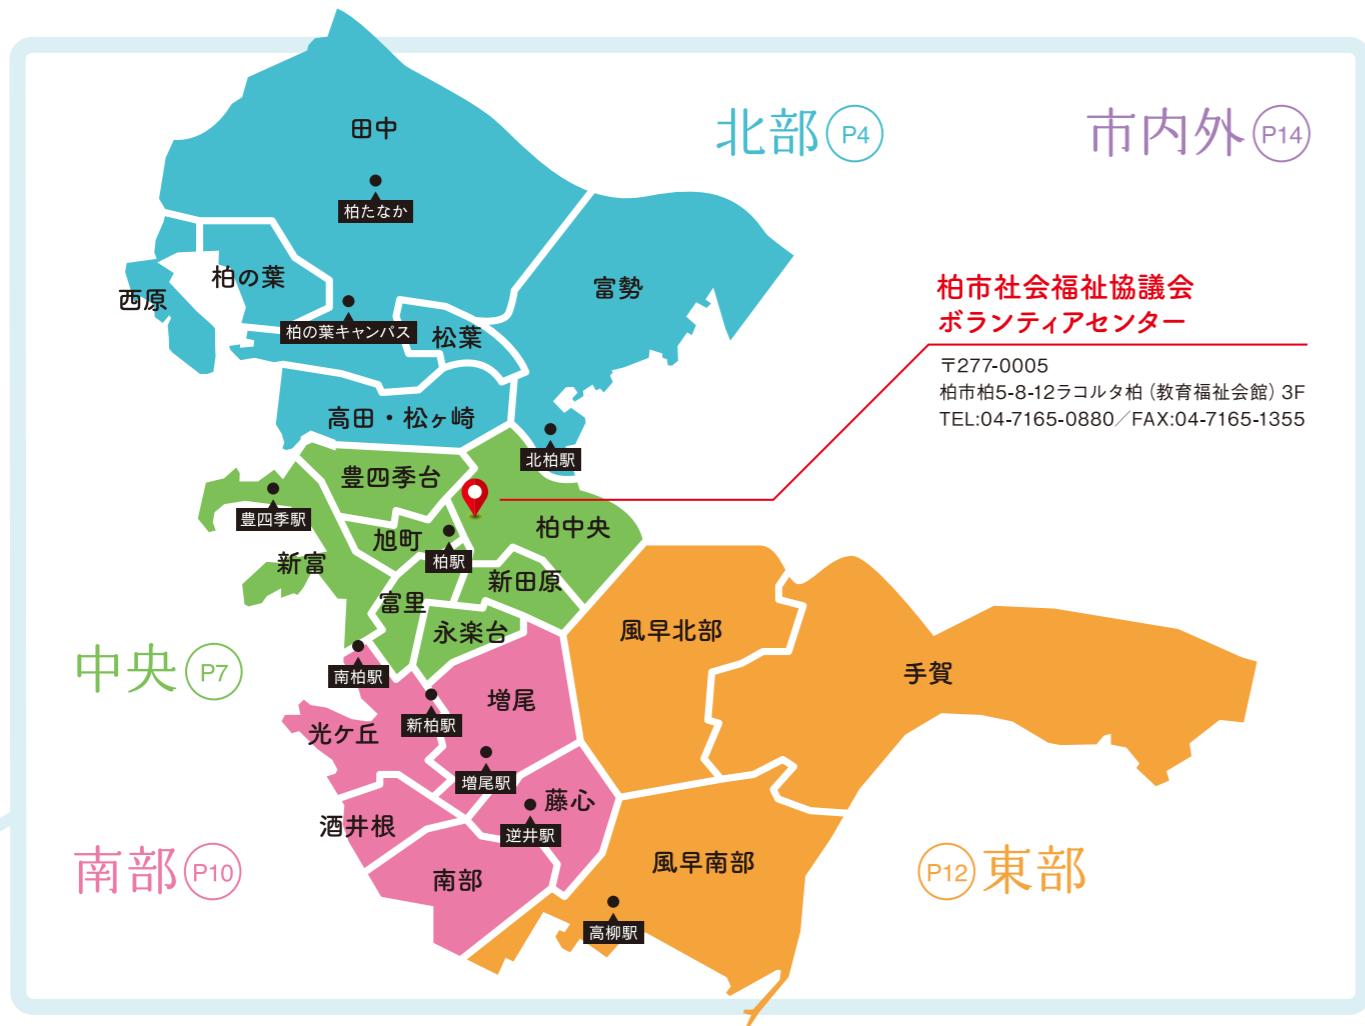 北部 P4
市内外 P14
田中
柏たなか
柏の葉
西原
富勢
柏の葉キャンパス
松葉
柏市社会福祉協議会
ボランティアセンター
〒277-0005
柏市柏5-8-12ラコルタ柏（教育福祉会館）3F
TEL:04-7165-0880／FAX:04-7165-1355
高田・松ヶ崎
北柏駅
豊四季台
豊四季駅
旭町
柏駅
柏中央
新富
新田原
富里
永楽台
風早北部
中央 P7
南柏駅
手賀
増尾
新柏駅
光ケ丘
増尾駅
藤心
酒井根
逆井駅
南部 P10
南部
風早南部
P12 東部
高柳駅